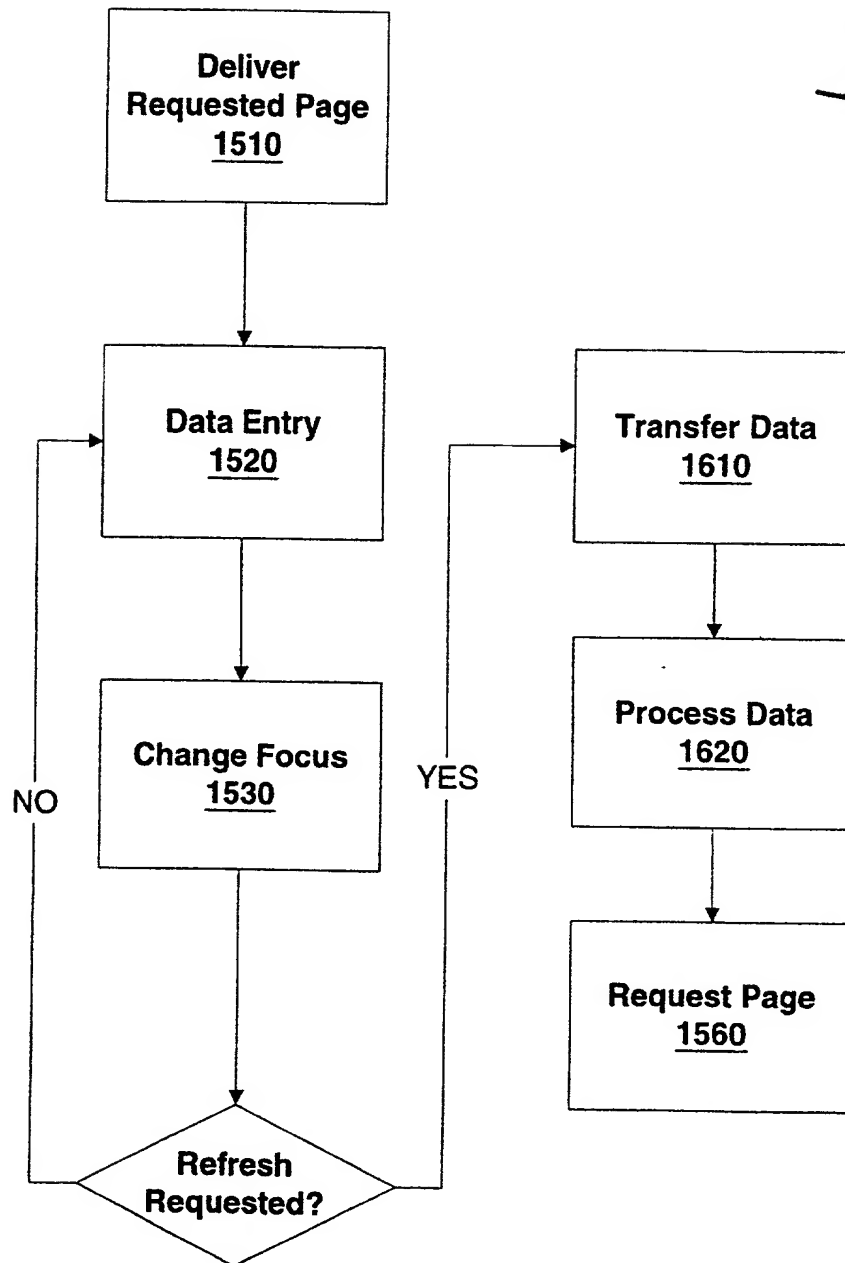 Deliver
Requested Page
1510
Data Entry
1520
Change Focus
1530
NO
Refresh
Requested?
YES
Transfer Data
1610
Process Data
1620
Request Page
1560